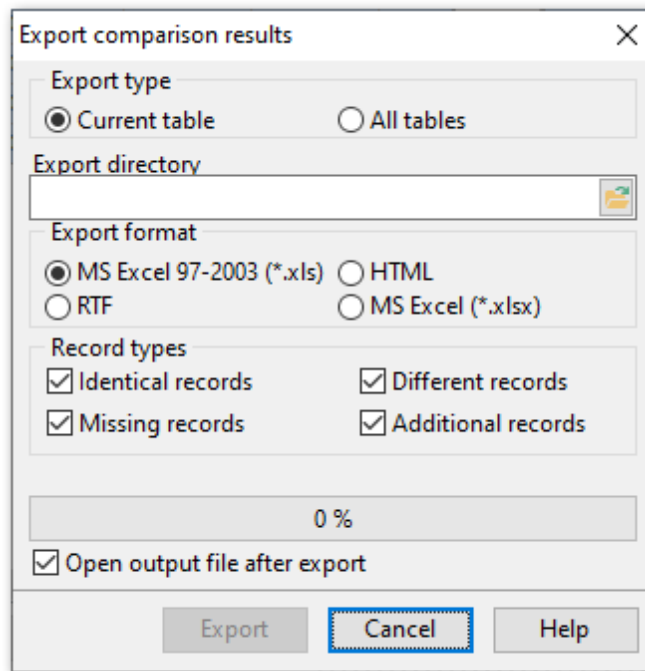 Export comparison results
Export type
Current table
All tables
Export directory
Export format
MS Excel 97-2003 (*.xls)
HTML
RTF
MS Excel (*.xlsx)
Record types
Identical records
Different records
Missing records
Additional records
0 %
Open output file after export
Export
Cancel
Help